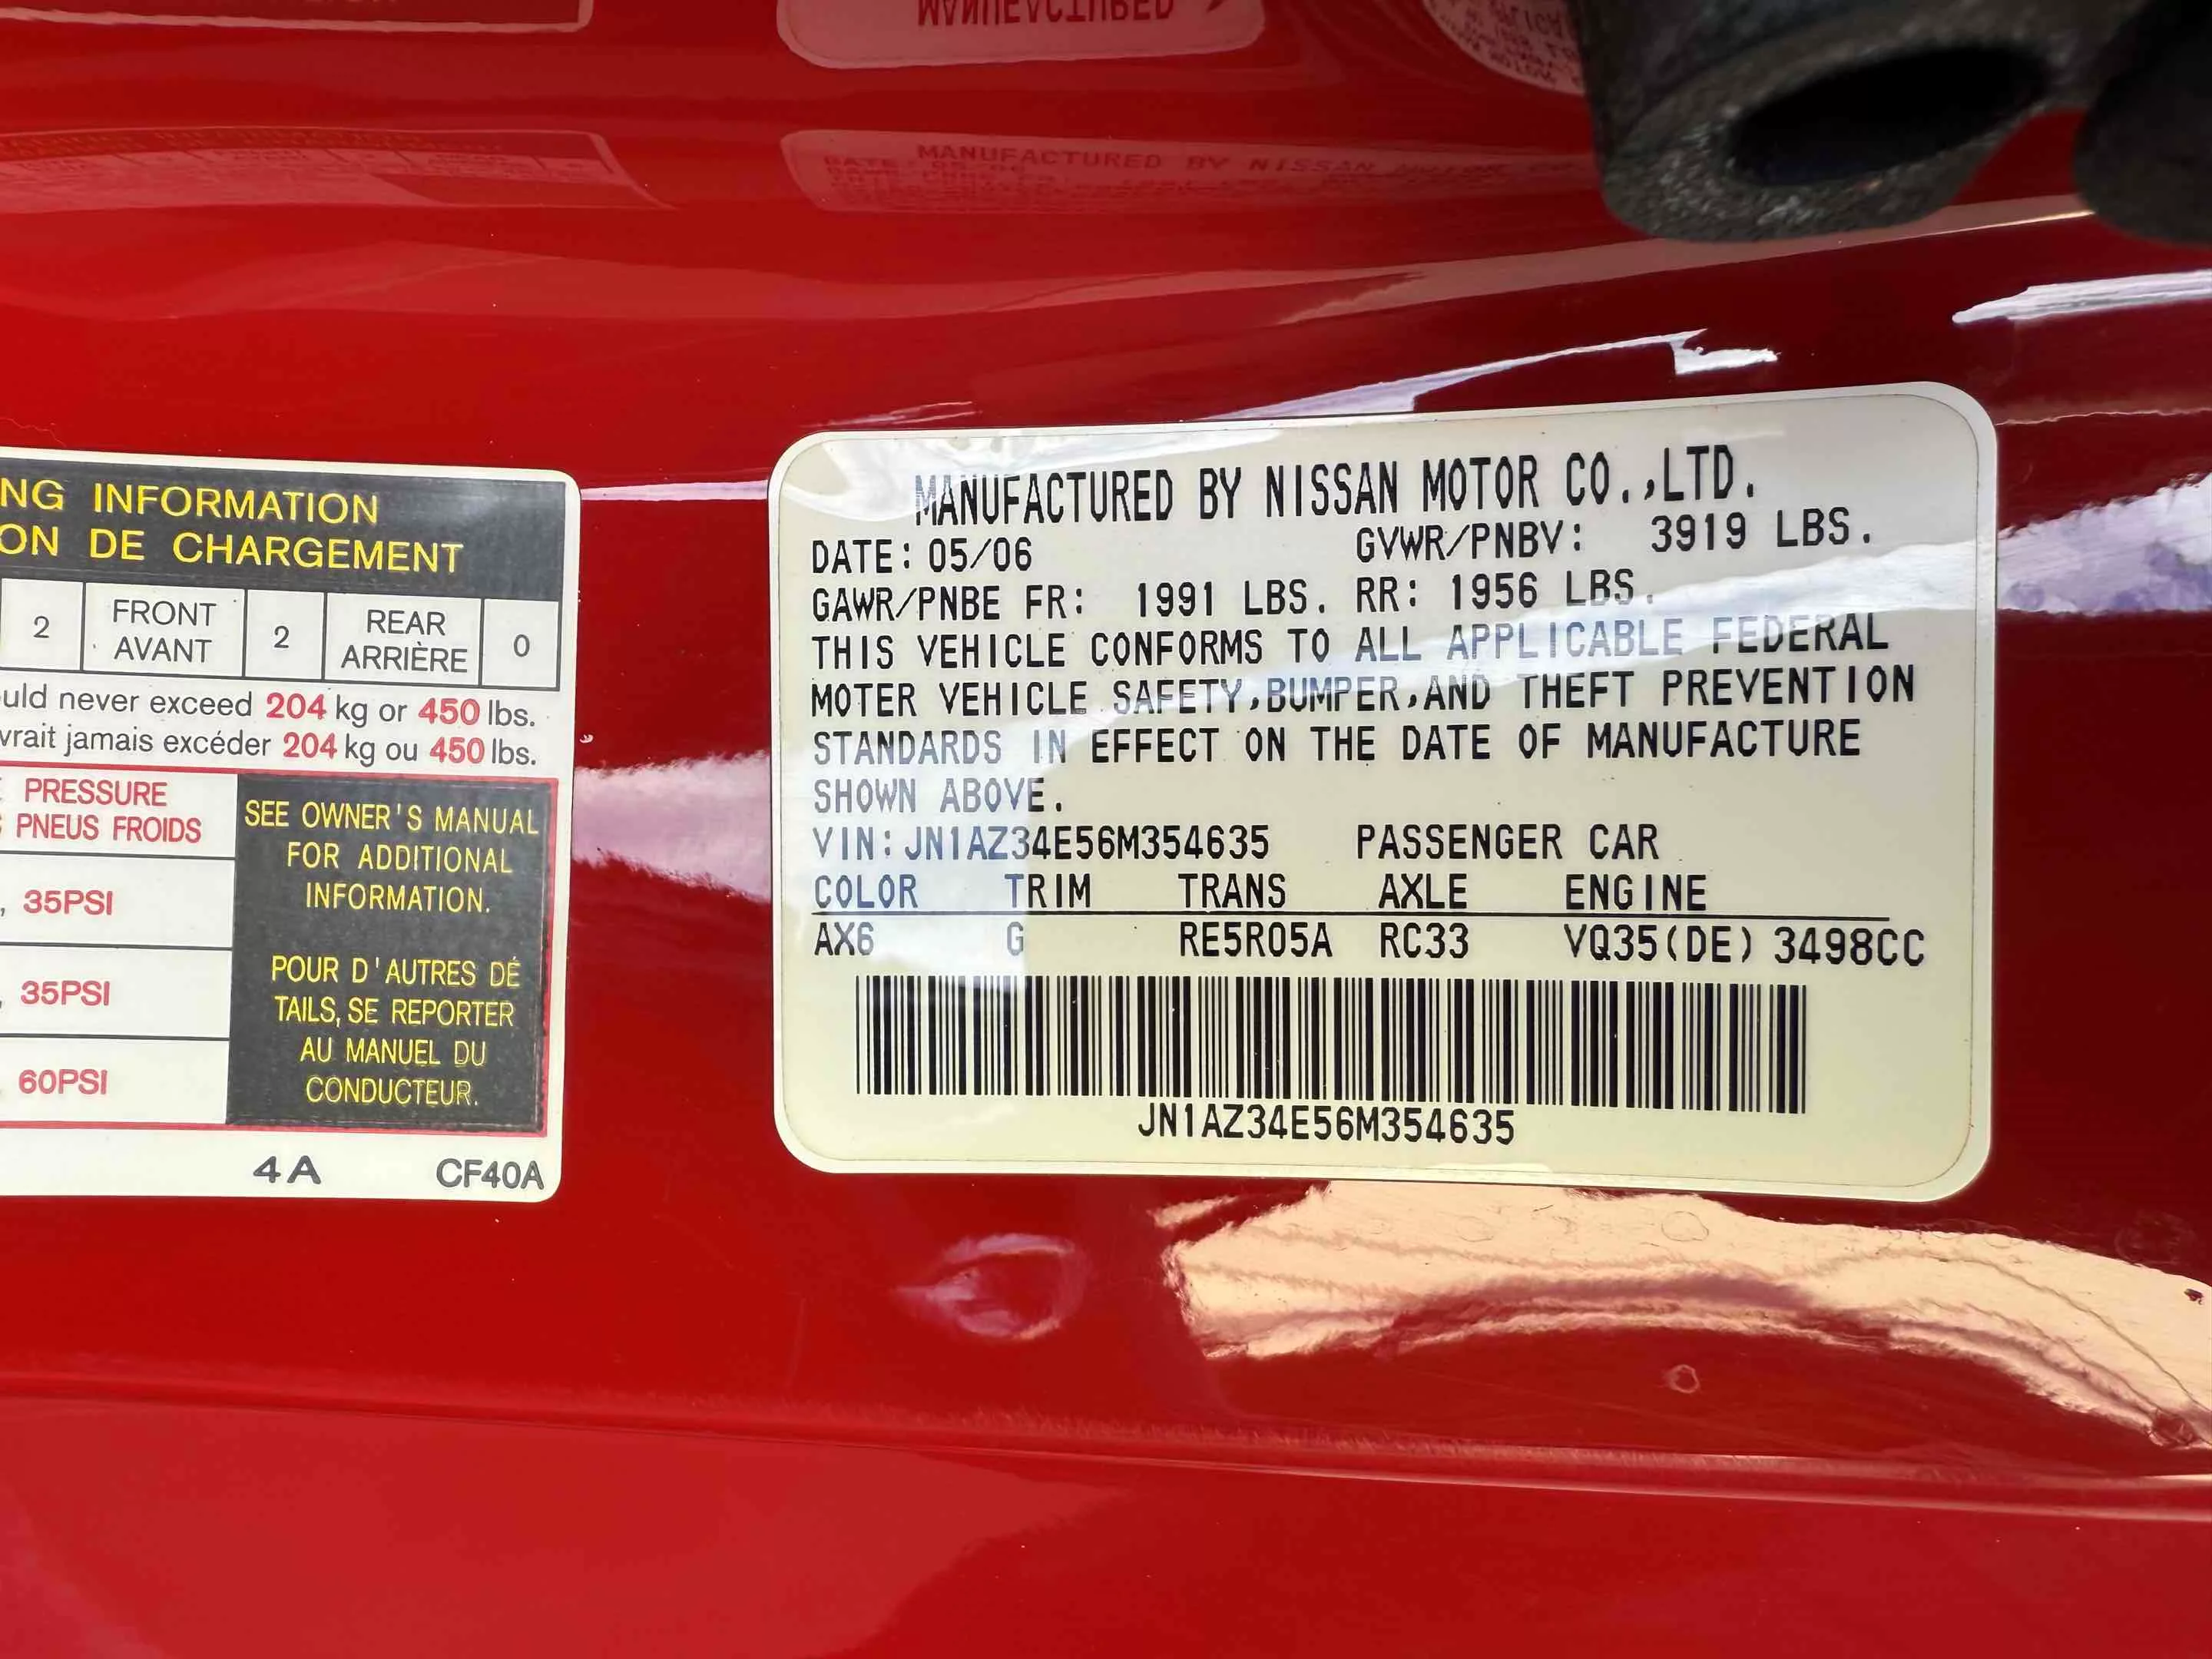 NG INFORMATION
ON DE CHARGEMENT
2 FRONT AVANT 2 REAR ARRIÈRE 0
uld never exceed 204 kg or 450 lbs.
vrait jamais excéder 204 kg ou 450 lbs.
PRESSURE
PNEUS FROIDS
, 35PSI
, 35PSI
60PSI
SEE OWNER'S MANUAL
FOR ADDITIONAL
INFORMATION.
POUR D'AUTRES DÉ
TAILS, SE REPORTER
AU MANUEL DU
CONDUCTEUR.
4A CF40A
MANUFACTURED BY NISSAN MOTOR CO.,LTD.
DATE: 05/06 GVWR/PNBV: 3919 LBS.
GAWR/PNBE FR: 1991 LBS. RR: 1956 LBS.
THIS VEHICLE CONFORMS TO ALL APPLICABLE FEDERAL
MOTER VEHICLE SAFETY,BUMPER,AND THEFT PREVENTION
STANDARDS IN EFFECT ON THE DATE OF MANUFACTURE
SHOWN ABOVE.
VIN:JN1AZ34E56M354635 PASSENGER CAR
COLOR TRIM TRANS AXLE ENGINE
AX6 G RE5R05A RC33 VQ35(DE) 3498CC
JN1AZ34E56M354635